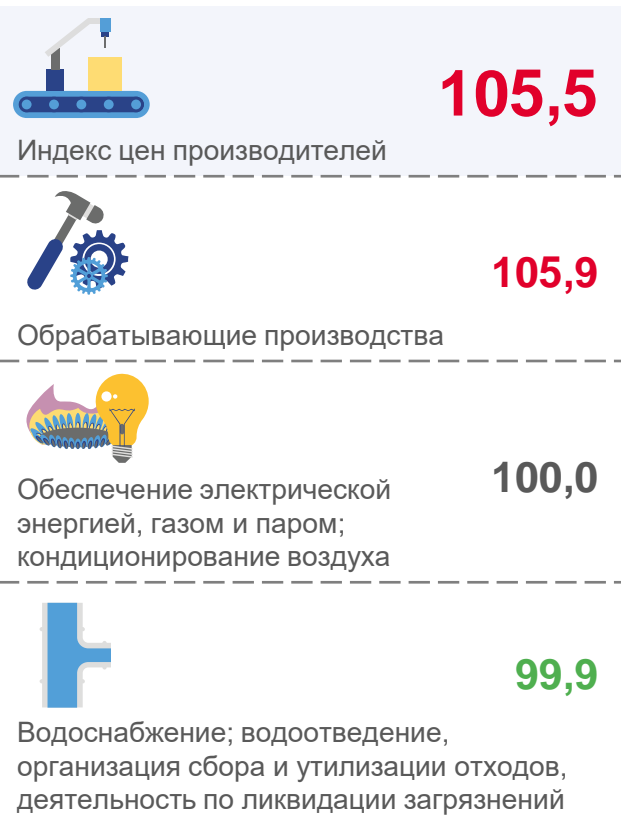 105,5
Индекс цен производителей
105,9
Обрабатывающие производства
100,0
Обеспечение электрической
энергией, газом и паром;
кондиционирование воздуха
99,9
Водоснабжение; водоотведение,
организация сбора и утилизации отходов,
деятельность по ликвидации загрязнений